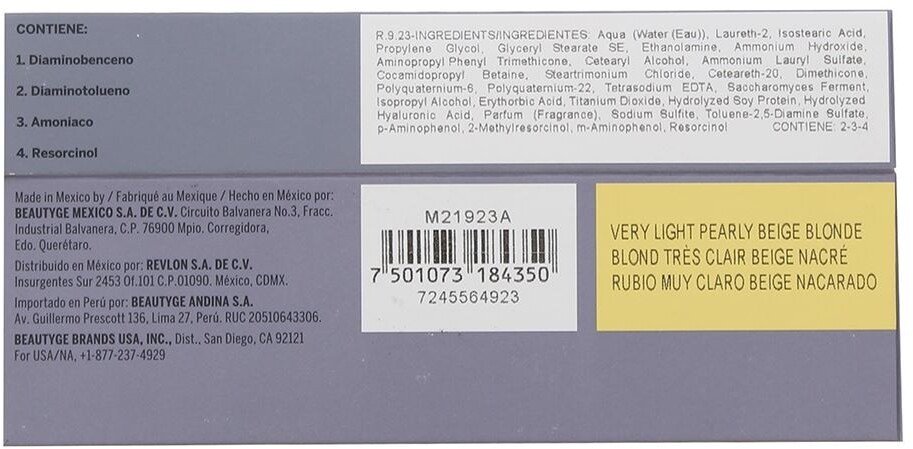 CONTIENE:
1. Diaminobenceno
2. Diaminotolueno
3. Amoniaco
4. Resorcinol
R.9.23-INGREDIENTS/INGREDIENTES: Aqua (Water (Eau)), Laureth-2, Isostearic Acid,
Propylene Glycol, Glyceryl Stearate SE, Ethanolamine, Ammonium Hydroxide,
Aminopropyl Phenyl Trimethicone, Cetearyl Alcohol, Ammonium Lauryl Sulfate,
Cocamidopropyl Betaine, Steartrimonium Chloride, Ceteareth-20, Dimethicone,
Polyquaternium-6, Polyquaternium-22, Tetrasodium EDTA, Saccharomyces Ferment,
Isopropyl Alcohol, Erythorbic Acid, Titanium Dioxide, Hydrolyzed Soy Protein, Hydrolyzed
Hyaluronic Acid, Parfum (Fragrance), Sodium Sulfite, Toluene-2,5-Diamine Sulfate,
p-Aminophenol, 2-Methylresorcinol, m-Aminophenol, Resorcinol CONTIENE: 2-3-4
Made in Mexico by / Fabriqué au Mexique / Hecho en México por:
BEAUTYGE MEXICO S.A. DE C.V. Circuito Balvanera No.3, Fracc.
Industrial Balvanera, C.P. 76900 Mpio. Corregidora,
Edo. Querétaro.
Distribuido en México por: REVLON S.A. DE C.V.
Insurgentes Sur 2453 Of.101 C.P.01090. México, CDMX.
Importado en Perú por: BEAUTYGE ANDINA S.A.
Av. Guillermo Prescott 136, Lima 27, Perú. RUC 20510643306.
BEAUTYGE BRANDS USA, INC., Dist., San Diego, CA 92121
For USA/NA, +1-877-237-4929
M21923A
7 501073 184350
7245564923
VERY LIGHT PEARLY BEIGE BLONDE
BLOND TRÈS CLAIR BEIGE NACRÉ
RUBIO MUY CLARO BEIGE NACARADO